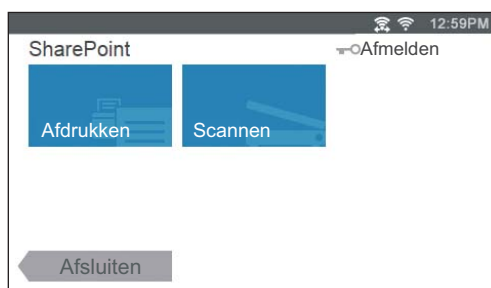 12:59PM
SharePoint
Afmelden
Afdrukken
Scannen
Afsluiten